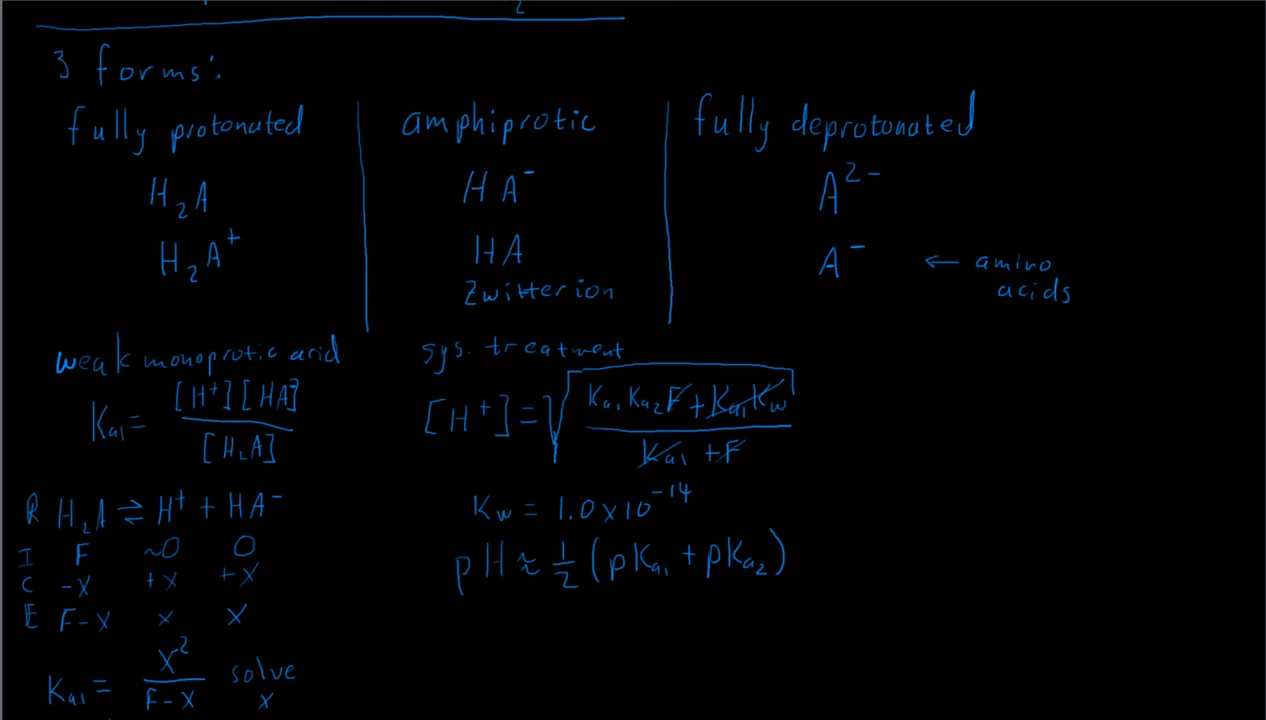 2
3 forms:
fully protonated
H₂A
H₂A⁺
amphiprotic
HA⁻
HA
Zwitterion
fully deprotonated
A²⁻
A⁻ ← amino
acids
weak monoprotic acid
Ka₁ = [H⁺][HA⁻] / [H₂A]
R H₂A ⇌ H⁺ + HA⁻
I F ~0 0
C -x +x +x
E F-x x x
Ka₁ = x² / F-x solve
x
sys. treatment
[H⁺] = √(Ka₁Ka₂F + Ka₁Kw / Ka₁ + F)
Kw = 1.0x10⁻¹⁴
pH ≈ 1/2 (pKa₁ + pKa₂)